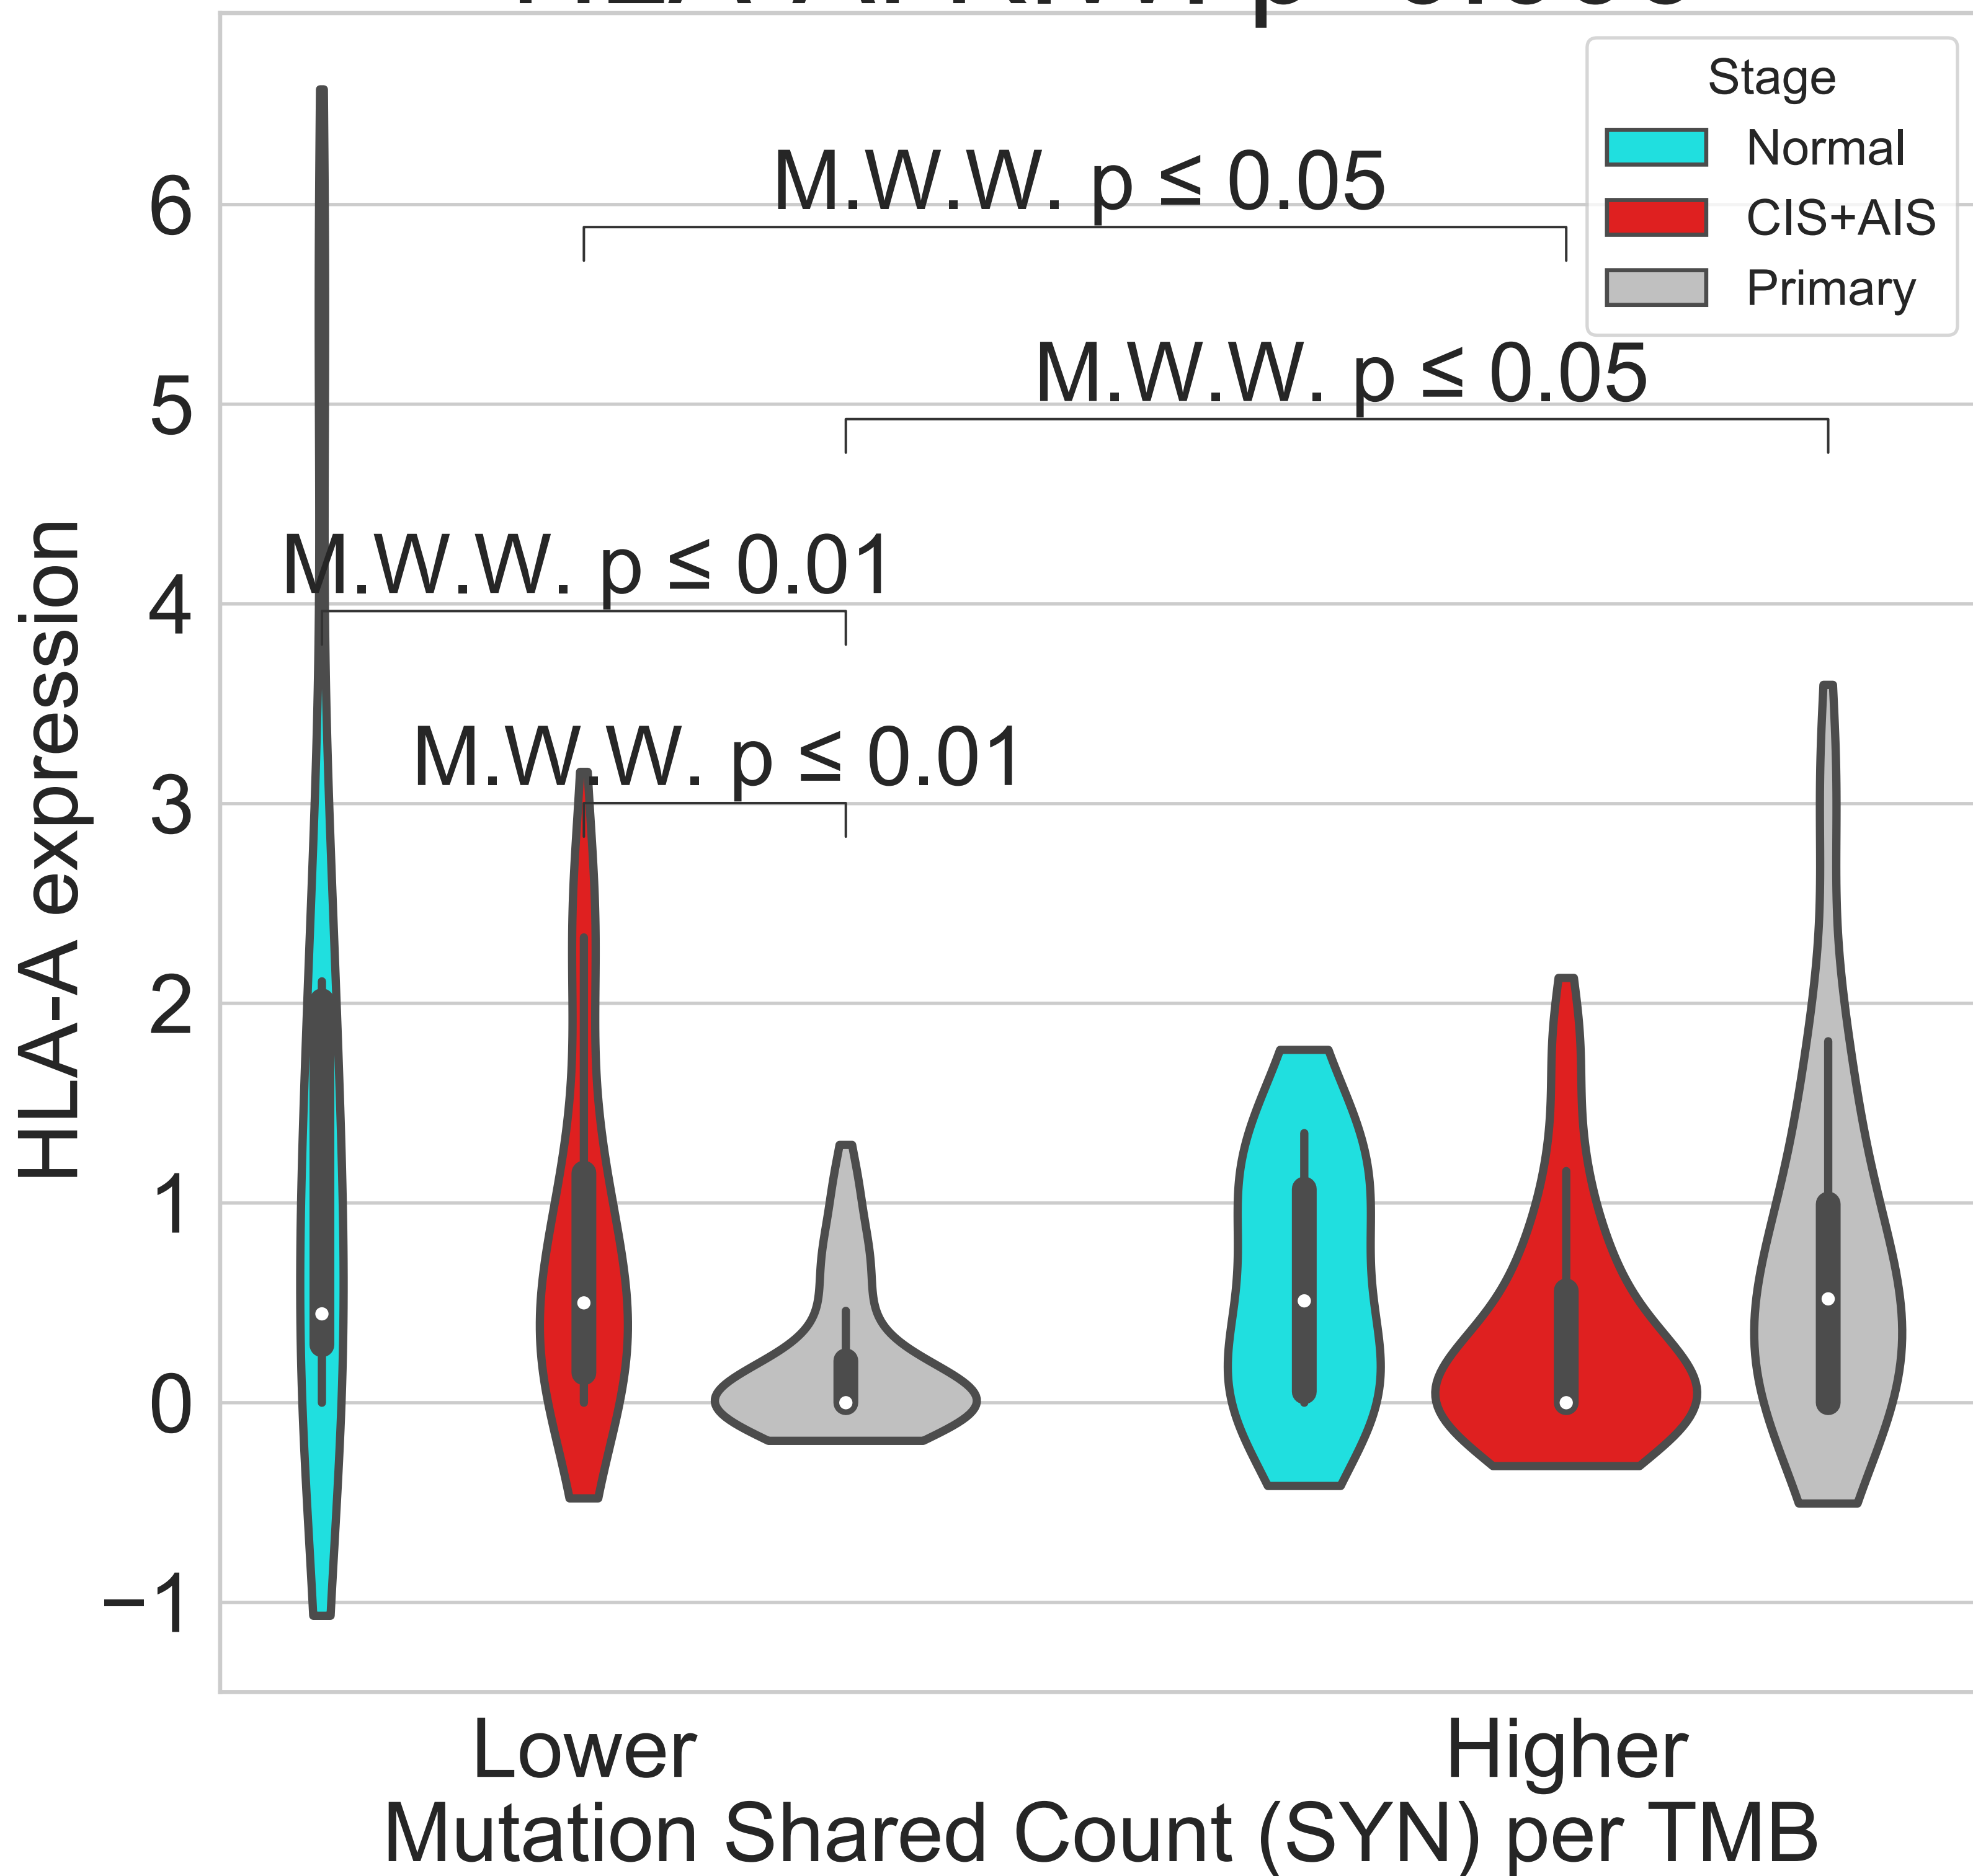 Stage
Normal
CIS+AIS
Primary
M.W.W. p ≤ 0.05
M.W.W. p ≤ 0.05
M.W.W. p ≤ 0.01
M.W.W. p ≤ 0.01
HLA-A expression
6
5
4
3
2
1
0
−1
Lower
Higher
Mutation Shared Count (SYN) per TMB